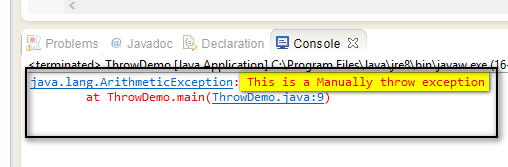 Problems @ Javadoc Declaration Console
<terminated> ThrowDemo [Java Application] C:\Program Files\Java\jre8\bin\javaw.exe (16-
java.lang.ArithmeticException: This is a Manually throw exception
at ThrowDemo.main(ThrowDemo.java:9)